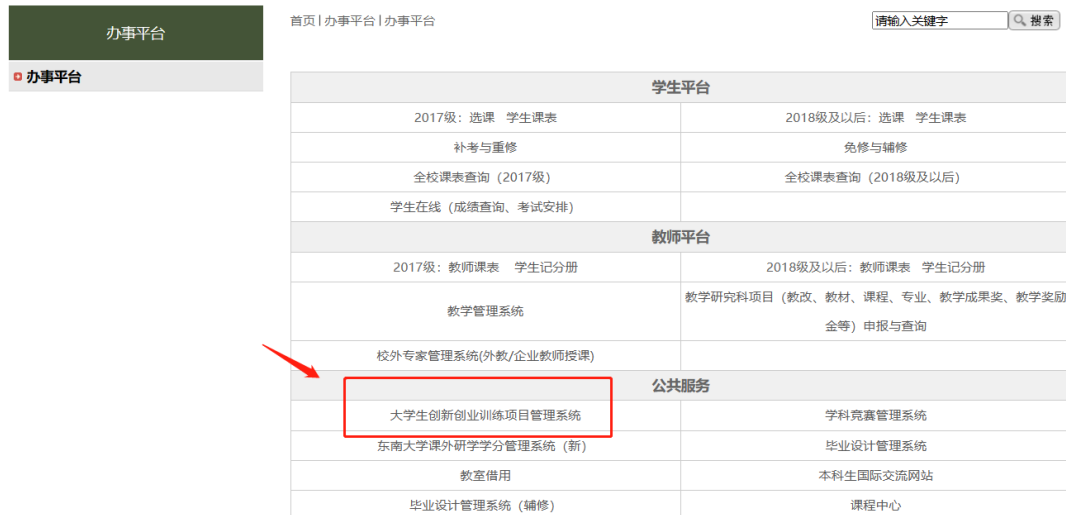 办事平台
首页 | 办事平台 | 办事平台
请输入关键字
搜索
办事平台
学生平台
2017级：选课 学生课表
2018级及以后：选课 学生课表
补考与重修
免修与辅修
全校课表查询（2017级）
全校课表查询（2018级及以后）
学生在线（成绩查询、考试安排）
教师平台
2017级：教师课表 学生记分册
2018级及以后：教师课表 学生记分册
教学管理系统
教学研究科项目（教改、教材、课程、专业、教学成果奖、教学奖励
金等）申报与查询
校外专家管理系统(外教/企业教师授课)
公共服务
大学生创新创业训练项目管理系统
学科竞赛管理系统
东南大学课外研学学分管理系统（新）
毕业设计管理系统
教室借用
本科生国际交流网站
毕业设计管理系统（辅修）
课程中心